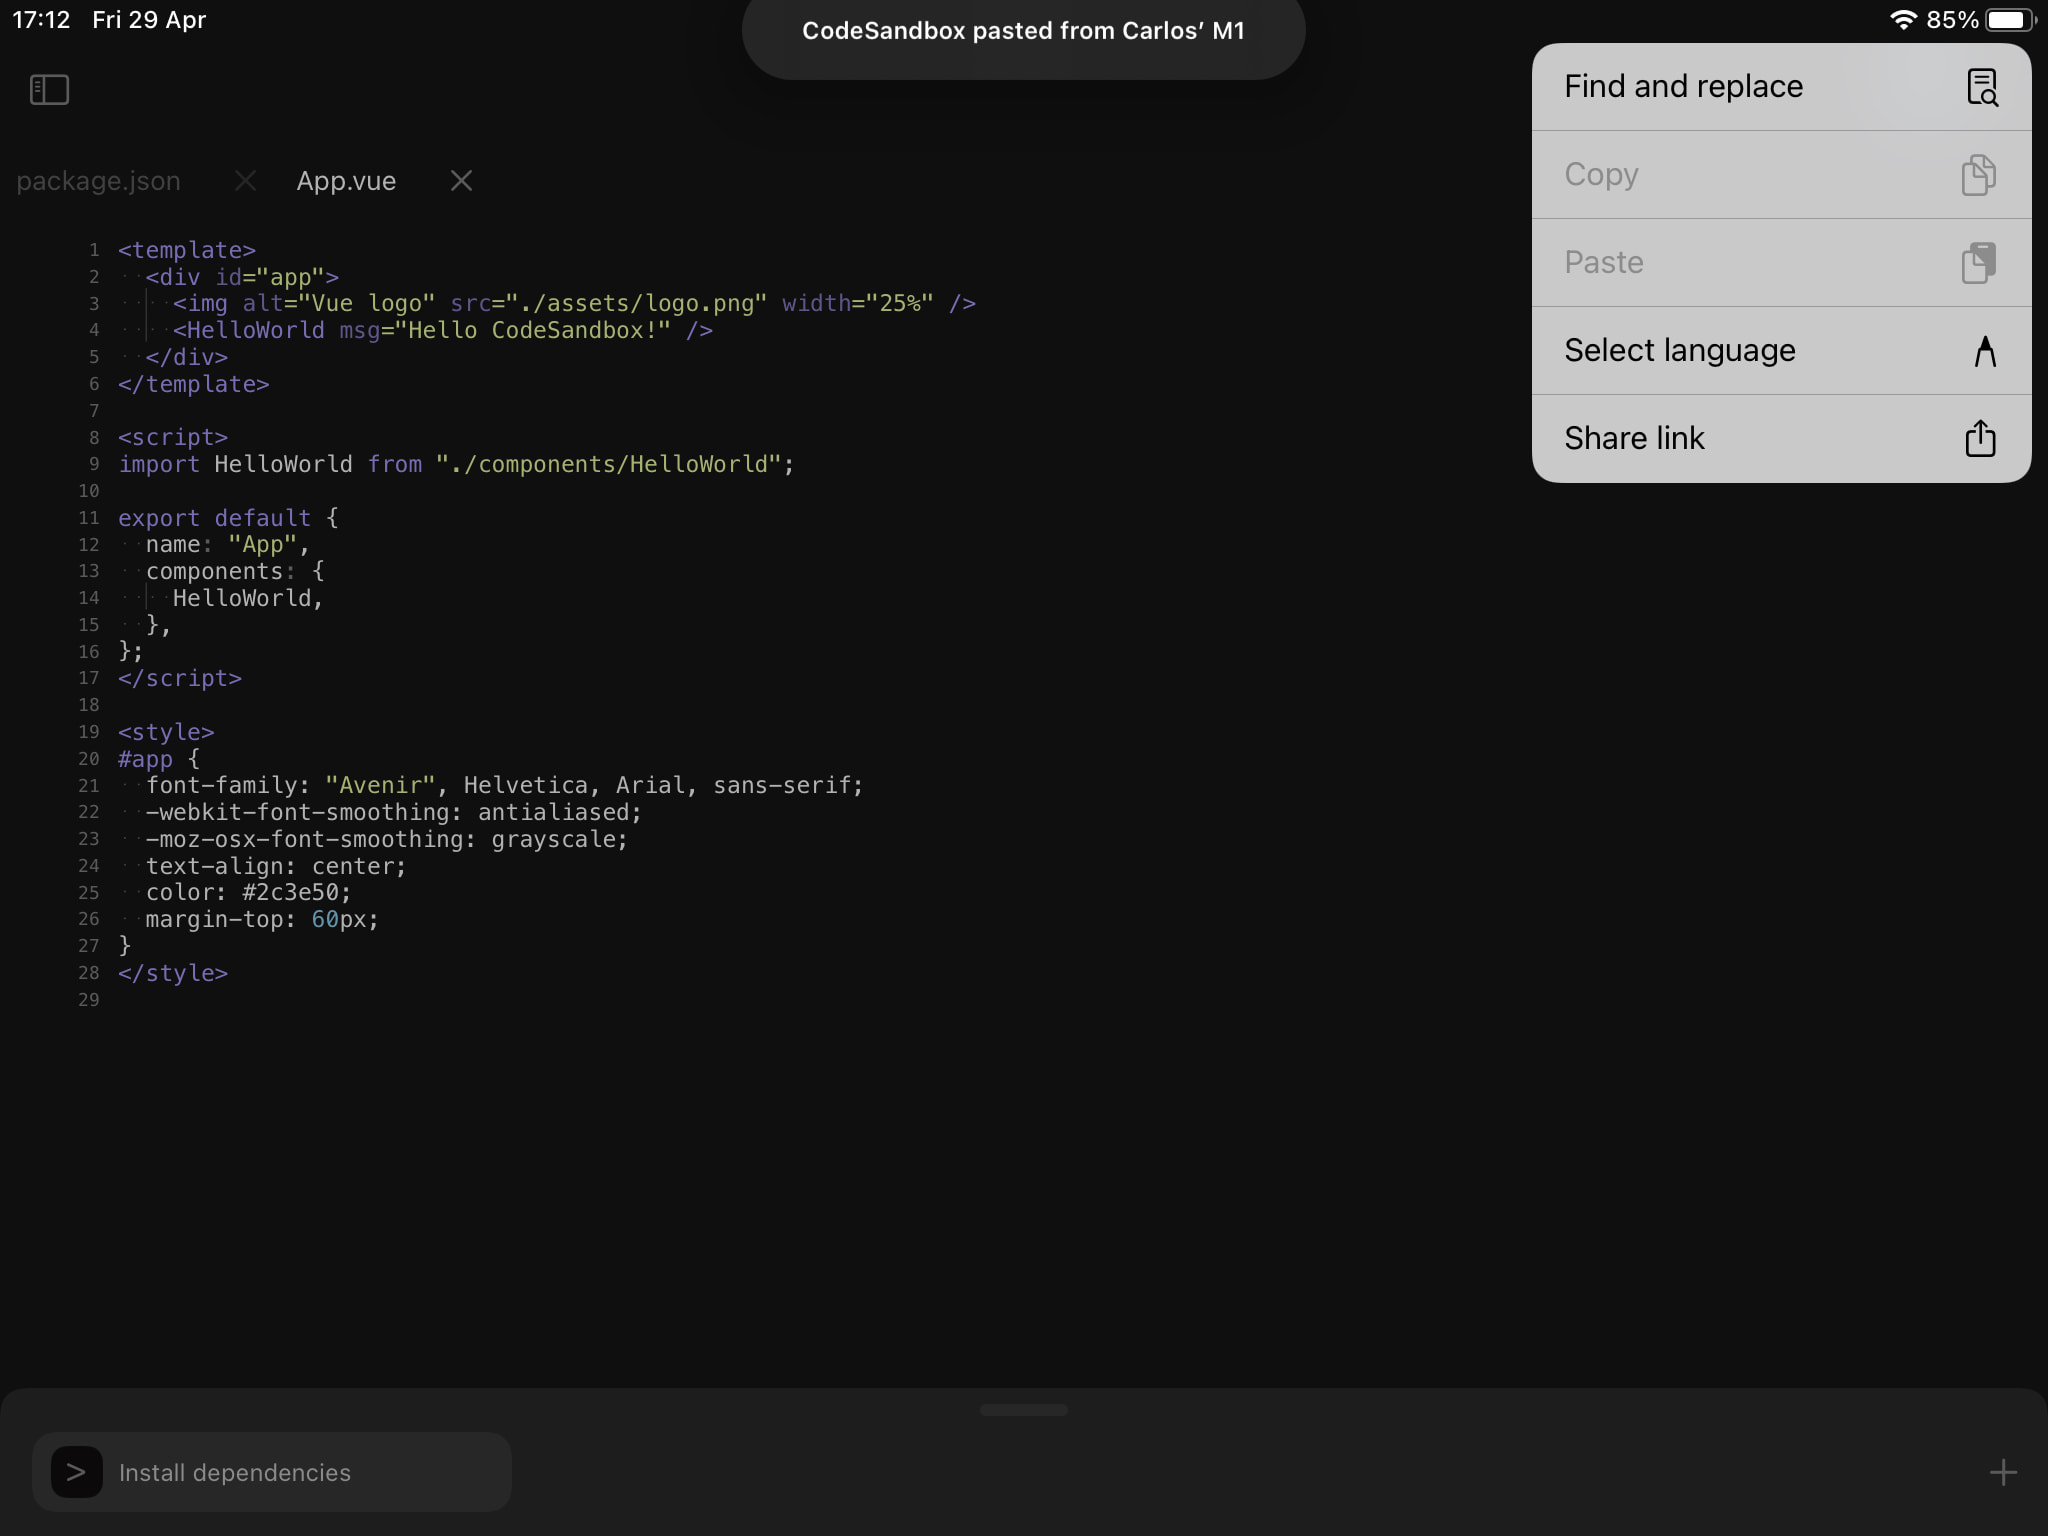 17:12 Fri 29 Apr
CodeSandbox pasted from Carlos’ M1
85%
Find and replace
Copy
Paste
Select language
Share link
package.json App.vue
1 <template>
2   <div id="app">
3     <img alt="Vue logo" src="./assets/logo.png" width="25%" />
4     <HelloWorld msg="Hello CodeSandbox!" />
5   </div>
6 </template>
7
8 <script>
9 import HelloWorld from "./components/HelloWorld";
10
11 export default {
12   name: "App",
13   components: {
14     HelloWorld,
15   },
16 };
17 </script>
18
19 <style>
20 #app {
21   font-family: "Avenir", Helvetica, Arial, sans-serif;
22   -webkit-font-smoothing: antialiased;
23   -moz-osx-font-smoothing: grayscale;
24   text-align: center;
25   color: #2c3e50;
26   margin-top: 60px;
27 }
28 </style>
29
> Install dependencies